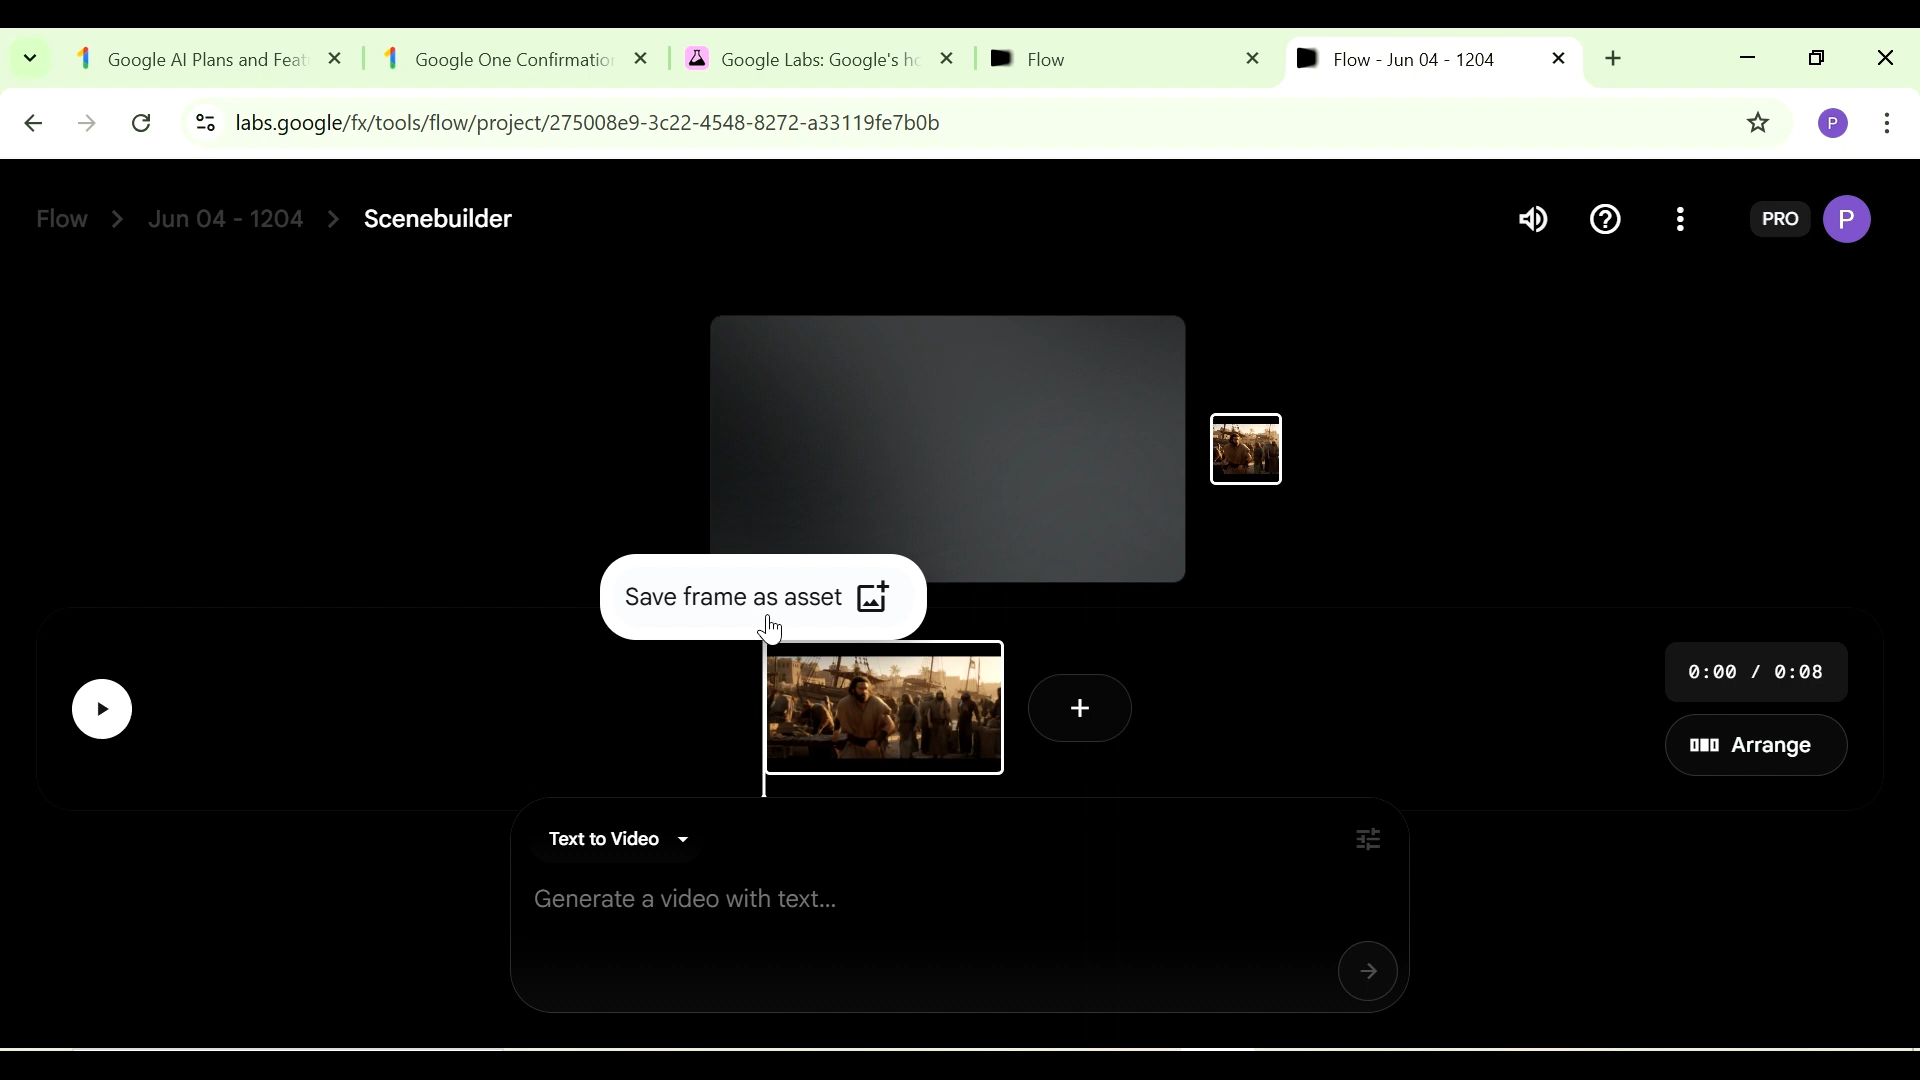 Google AI Plans and Feat
Google One Confirmation
Google Labs: Google's ho
Flow
Flow - Jun 04 - 1204
labs.google/fx/tools/flow/project/275008e9-3c22-4548-8272-a33119fe7b0b
P
Flow > Jun 04 - 1204 > Scenebuilder
PRO
P
Save frame as asset
0:00 / 0:08
Arrange
Text to Video
Generate a video with text...